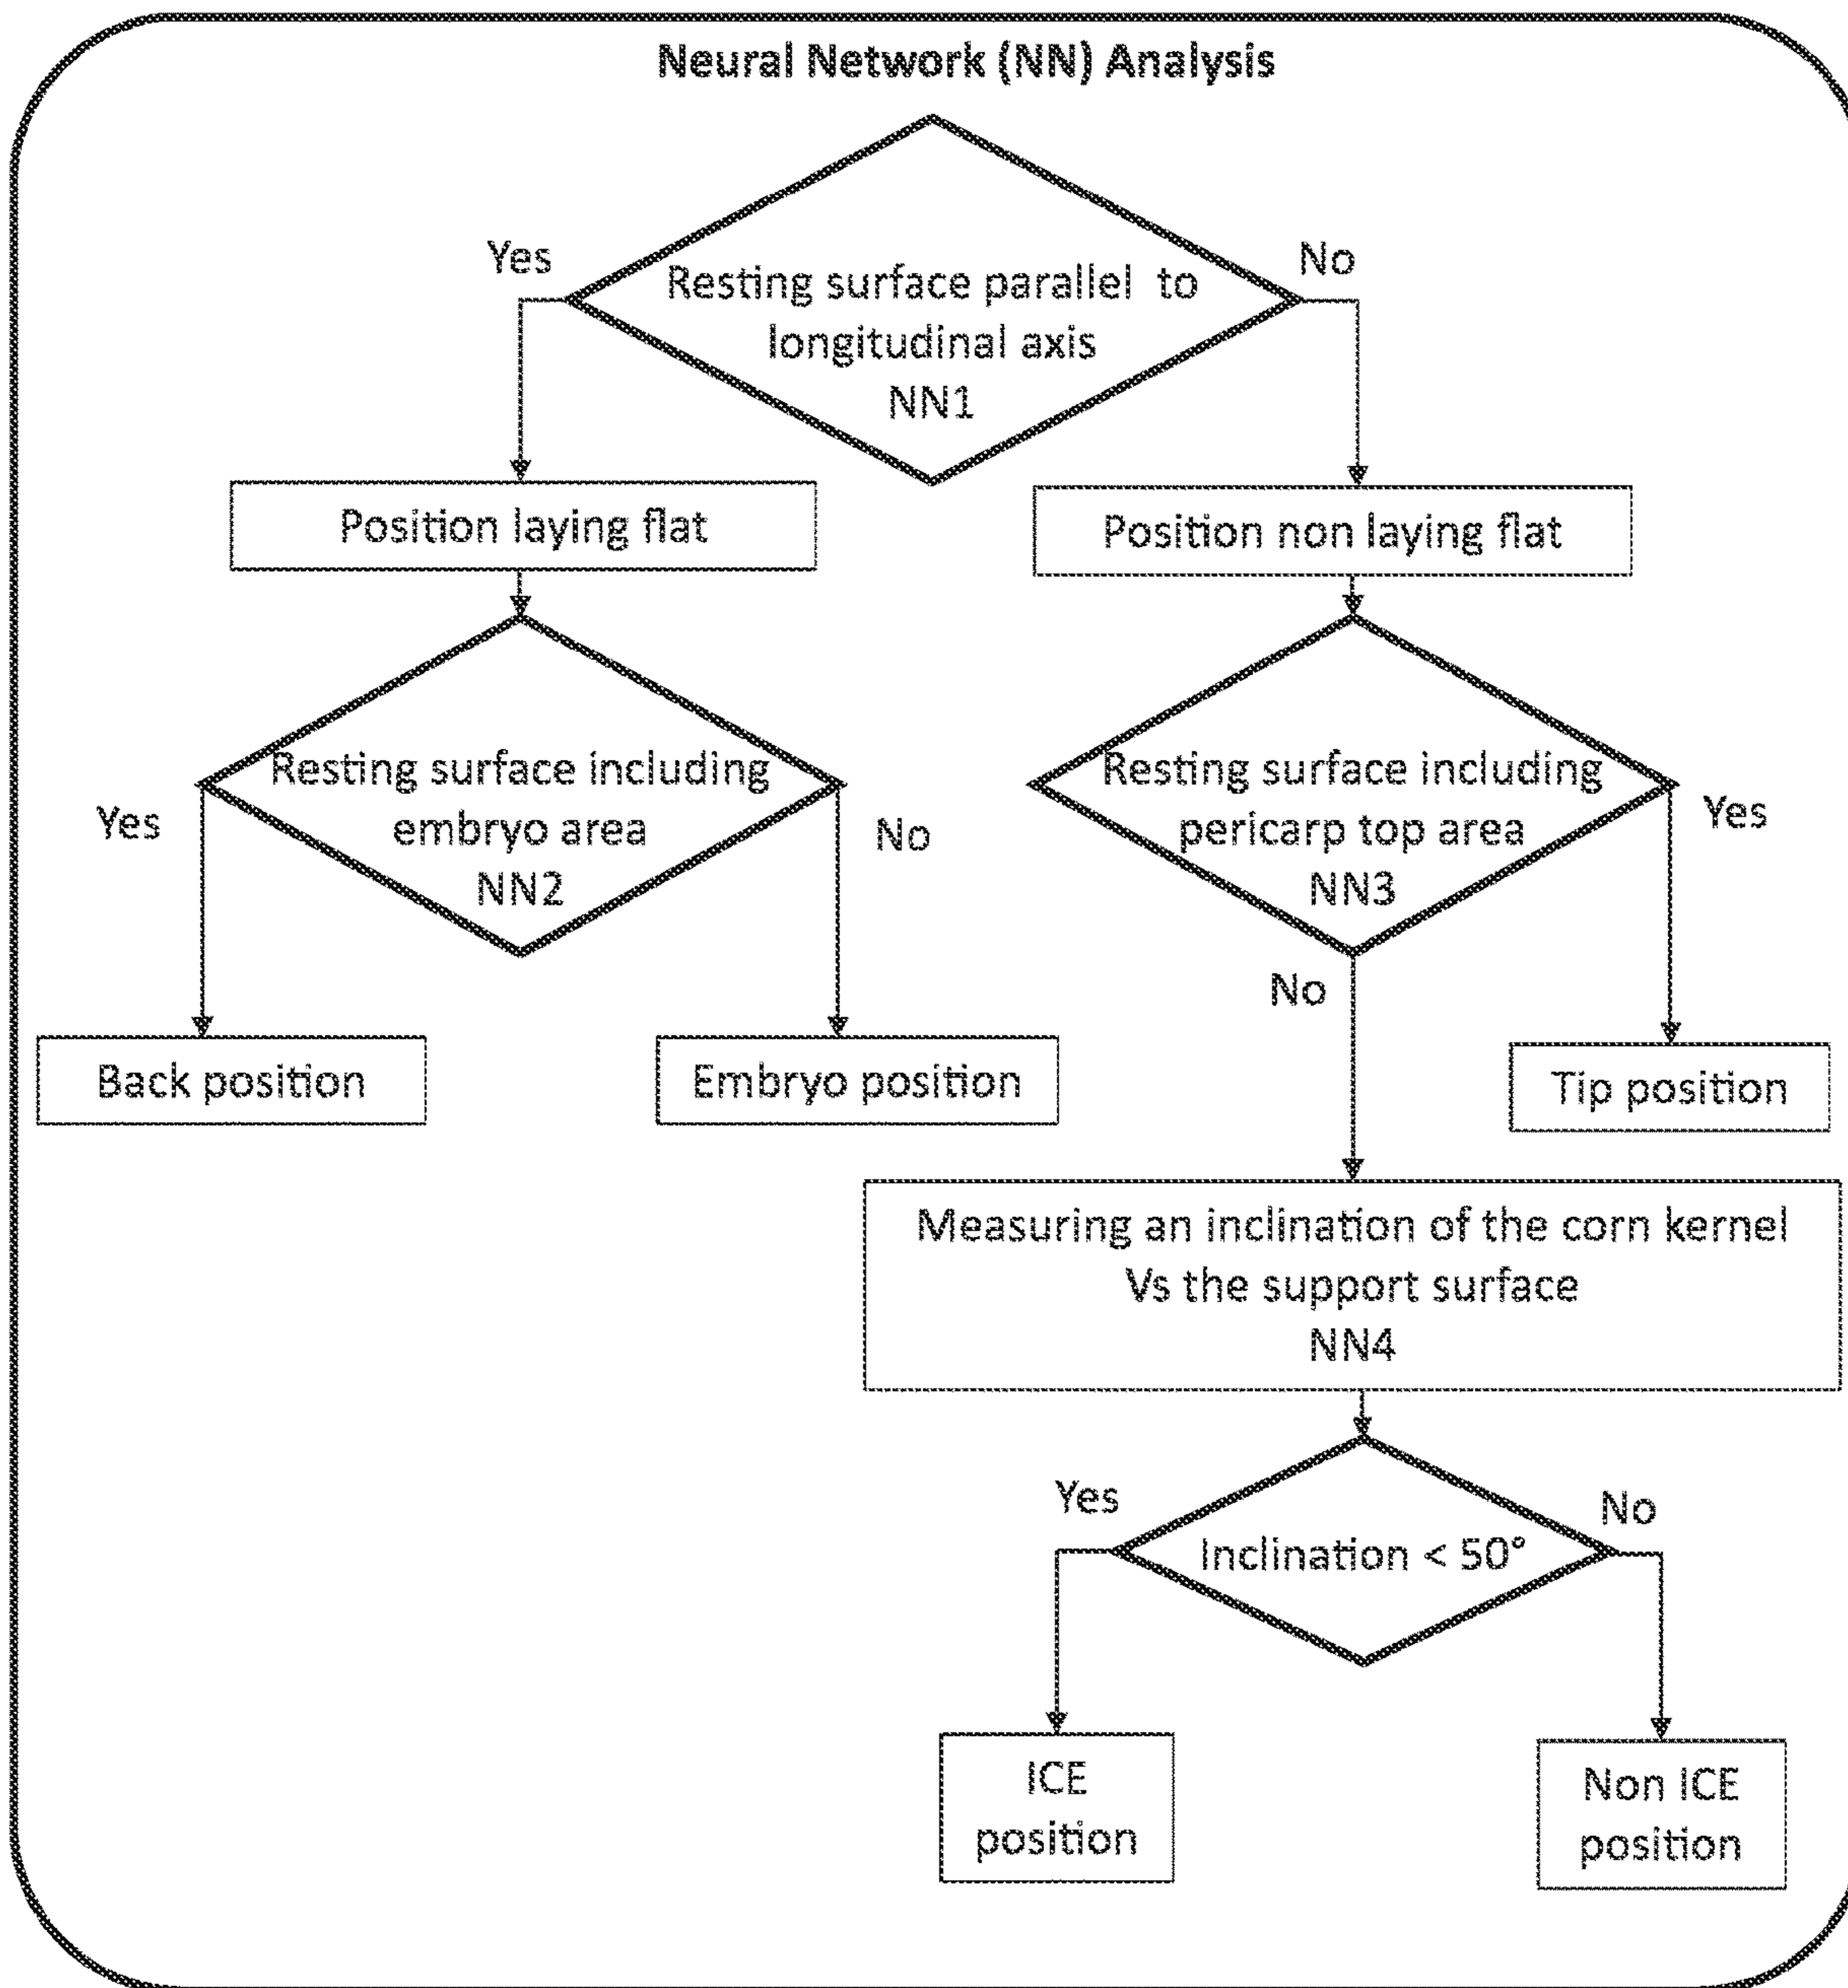 Neural Network (NN) Analysis
Yes
No
Resting surface parallel to
longitudinal axis
NN1
Position laying flat
Position non laying flat
Resting surface including
embryo area
NN2
Yes
No
Resting surface including
pericarp top area
NN3
Yes
No
Back position
Embryo position
Tip position
Measuring an inclination of the corn kernel
Vs the support surface
NN4
Yes
No
Inclination < 50°
ICE
position
Non ICE
position